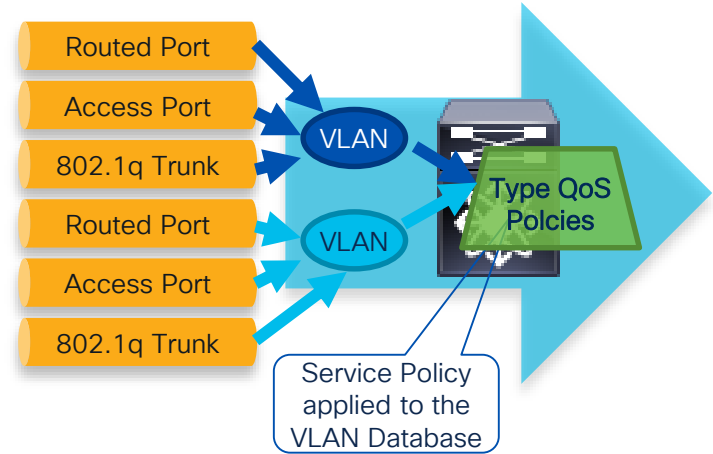 Routed Port
Access Port
802.1q Trunk
Routed Port
Access Port
802.1q Trunk
VLAN
VLAN
Type QoS
Polcies
Service Policy
applied to the
VLAN Database